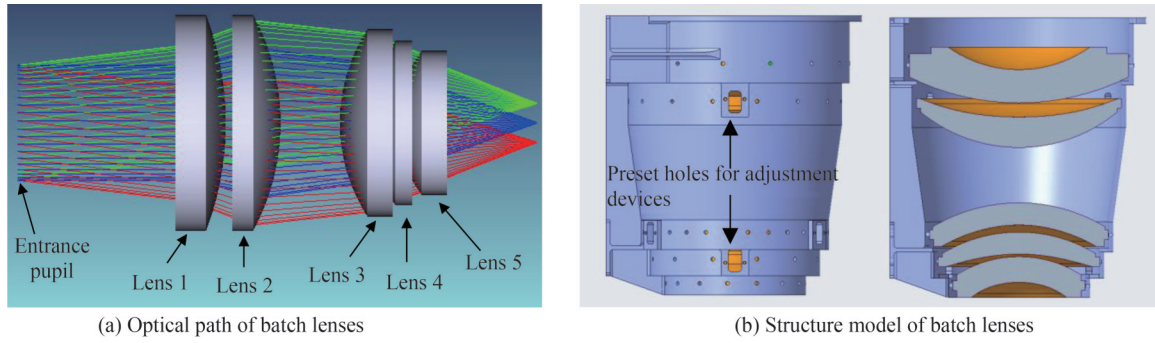 Entrance
pupil
Lens 1
Lens 2
Lens 3
Lens 4
Lens 5
(a) Optical path of batch lenses
Preset holes for adjustment
devices
(b) Structure model of batch lenses